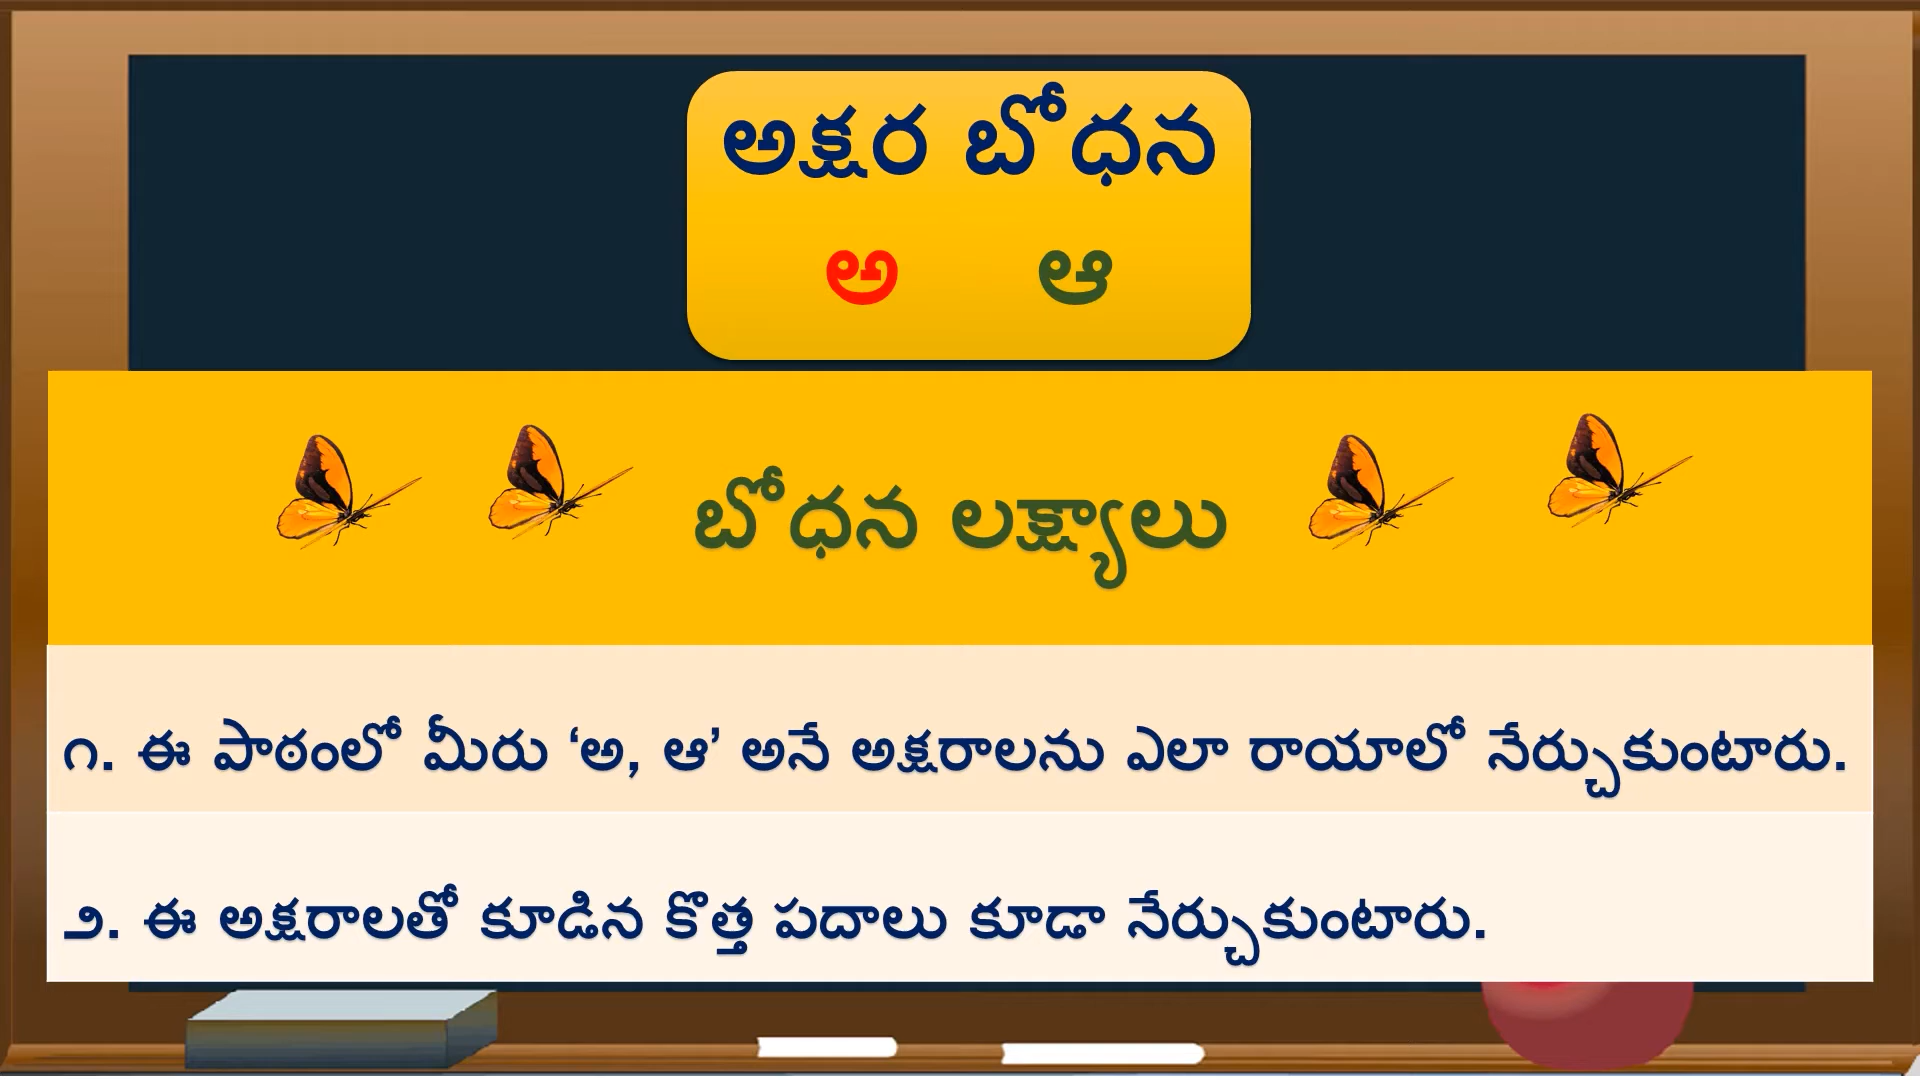 అక్షర బోధన
అ ఆ
బోధన లక్ష్యాలు
౧. ఈ పాఠంలో మీరు ‘అ, ఆ’ అనే అక్షరాలను ఎలా రాయాలో నేర్చుకుంటారు.
౨. ఈ అక్షరాలతో కూడిన కొత్త పదాలు కూడా నేర్చుకుంటారు.